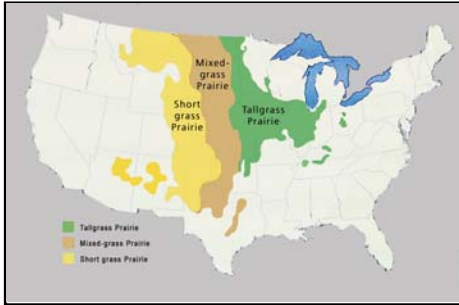 Mixed-
grass
Prairie
Short
grass
Prairie
Tallgrass
Prairie
Tallgrass Prairie
Mixed-grass Prairie
Short grass Prairie